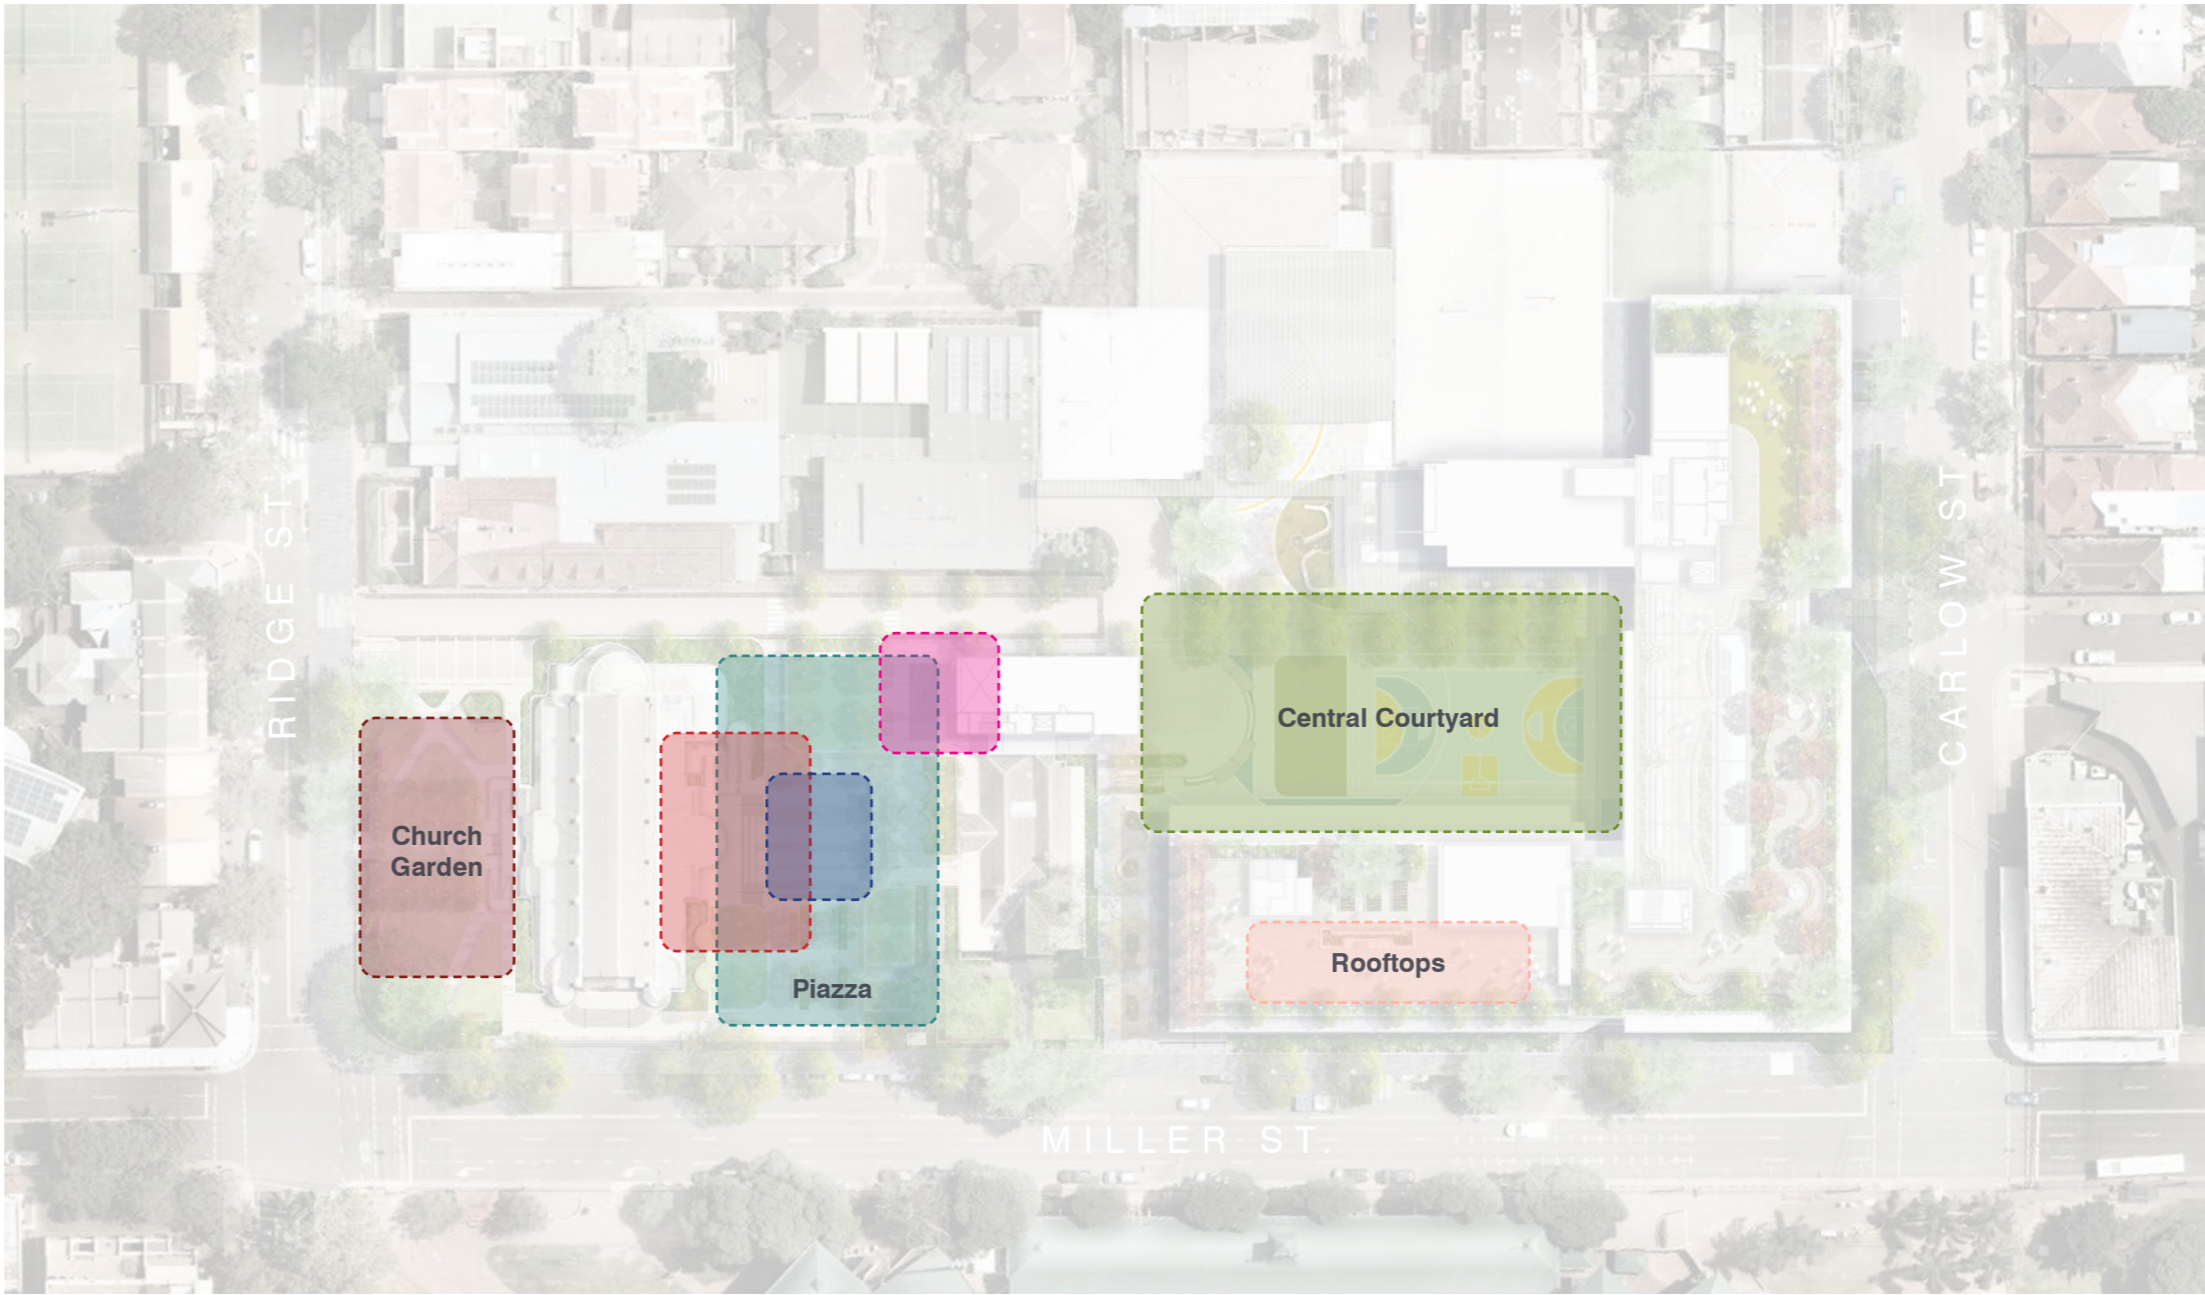 RIDGE ST.
CARLOW ST
Central Courtyard
Church
Garden
Rooftops
Piazza
MILLER ST.